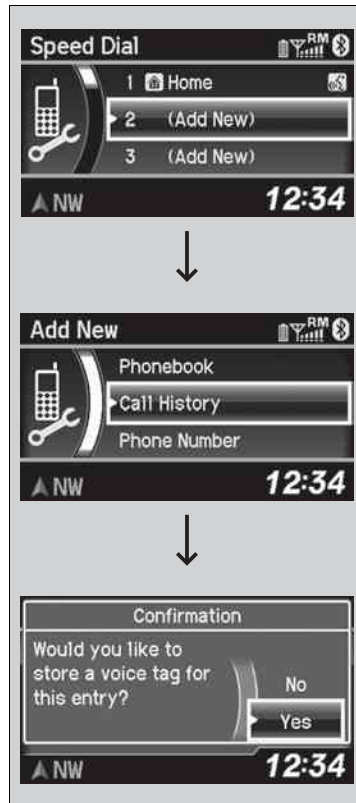 Speed Dial
RM
1 Home
2 (Add New)
3 (Add New)
NW 12:34
Add New
RM
Phonebook
Call History
Phone Number
NW 12:34
Confirmation
Would you like to
store a voice tag for
this entry?
No
Yes
NW 12:34